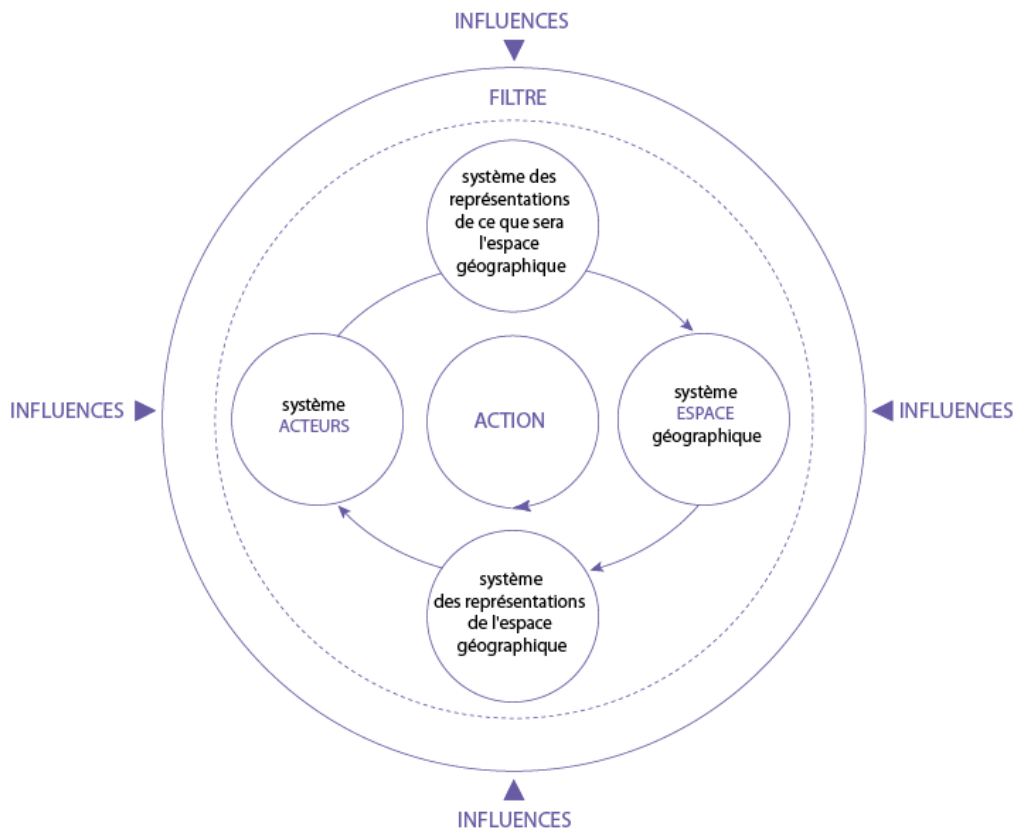 INFLUENCES
FILTRE
système des
représentations
de ce que sera
l'espace
géographique
INFLUENCES
système
ACTEURS
ACTION
système
ESPACE
géographique
INFLUENCES
système
des représentations
de l'espace
géographique
INFLUENCES